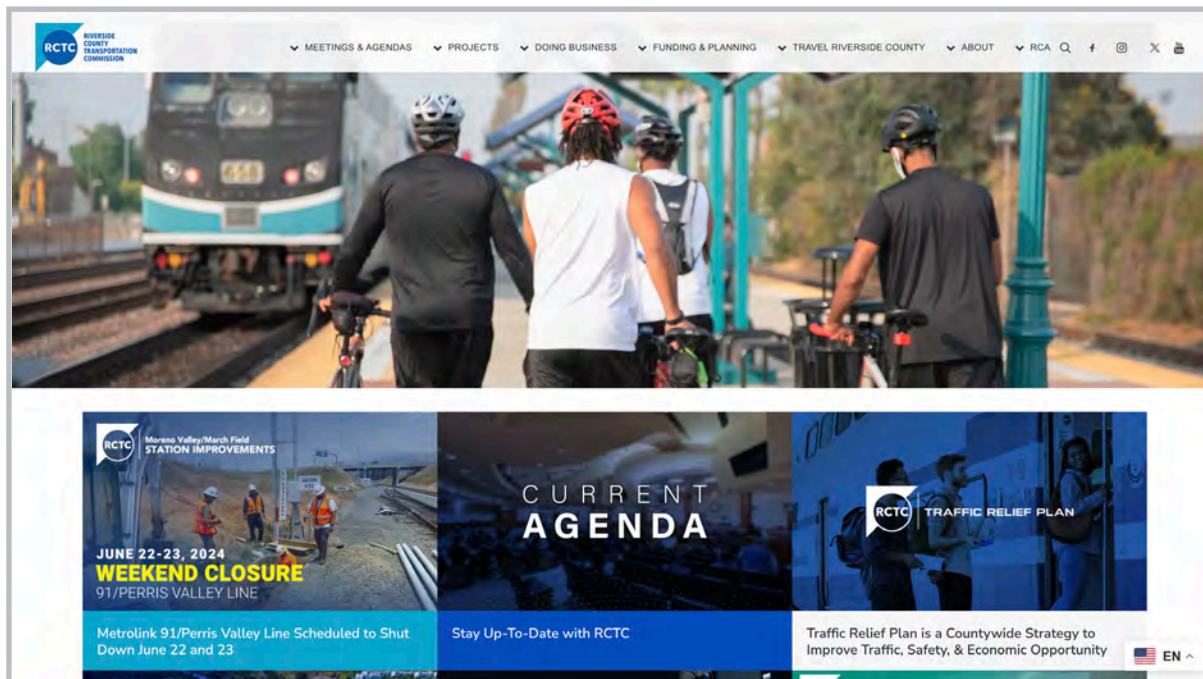 RCTC
RIVERSIDE
COUNTY
TRANSPORTATION
COMMISSION
MEETINGS & AGENDAS PROJECTS DOING BUSINESS FUNDING & PLANNING TRAVEL RIVERSIDE COUNTY ABOUT RCA
658
RCTC
Moreno Valley/March Field
STATION IMPROVEMENTS
JUNE 22-23, 2024
WEEKEND CLOSURE
91/PERRIS VALLEY LINE
Metrolink 91/Perris Valley Line Scheduled to Shut
Down June 22 and 23
CURRENT
AGENDA
Stay Up-To-Date with RCTC
RCTC TRAFFIC RELIEF PLAN
Traffic Relief Plan is a Countywide Strategy to
Improve Traffic, Safety, & Economic Opportunity
EN